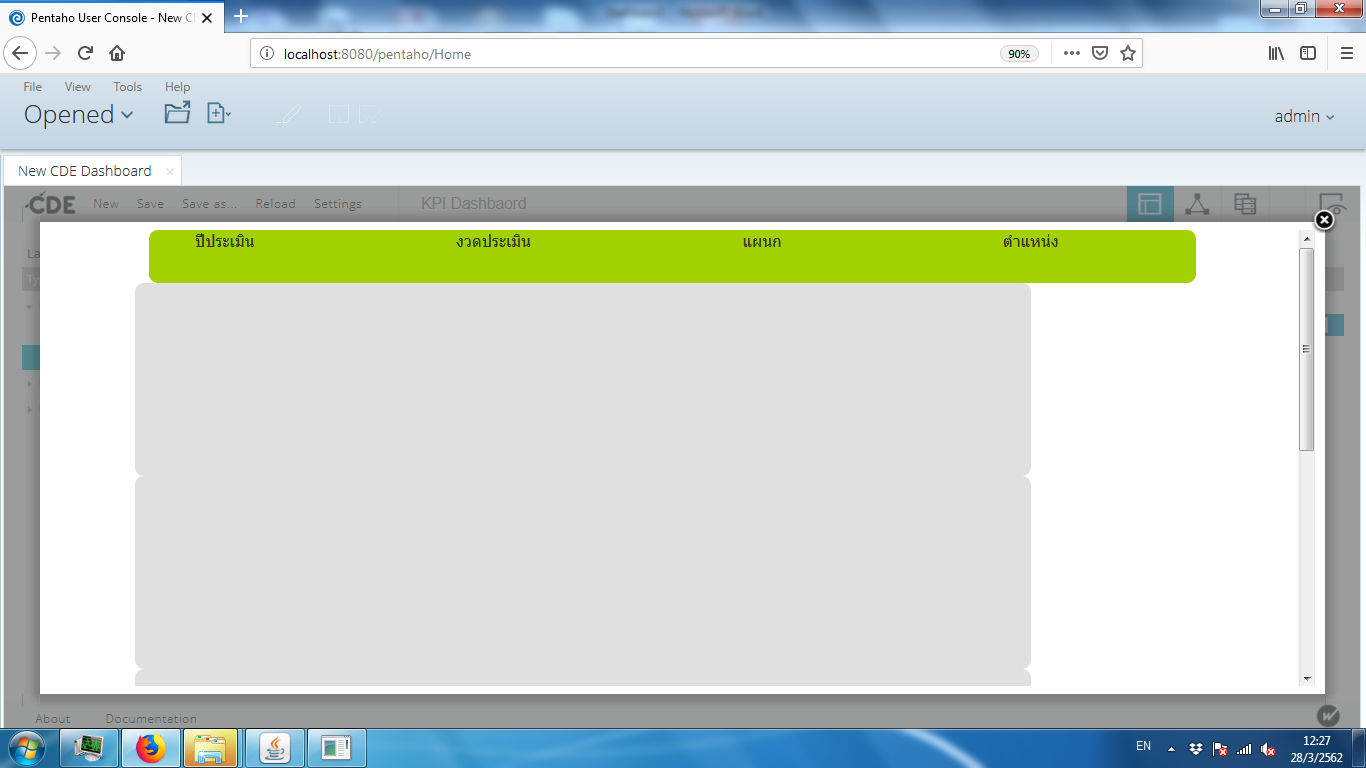 Pentaho User Console - New C
localhost:8080/pentaho/Home
90%
File View Tools Help
Opened
admin
New CDE Dashboard
CDE New Save Save as... Reload Settings KPI Dashbaord
ปีประเมิน งวดประเมิน แผนก ตำแหน่ง
La
Ty
About Documentation
EN
12:27
28/3/2562